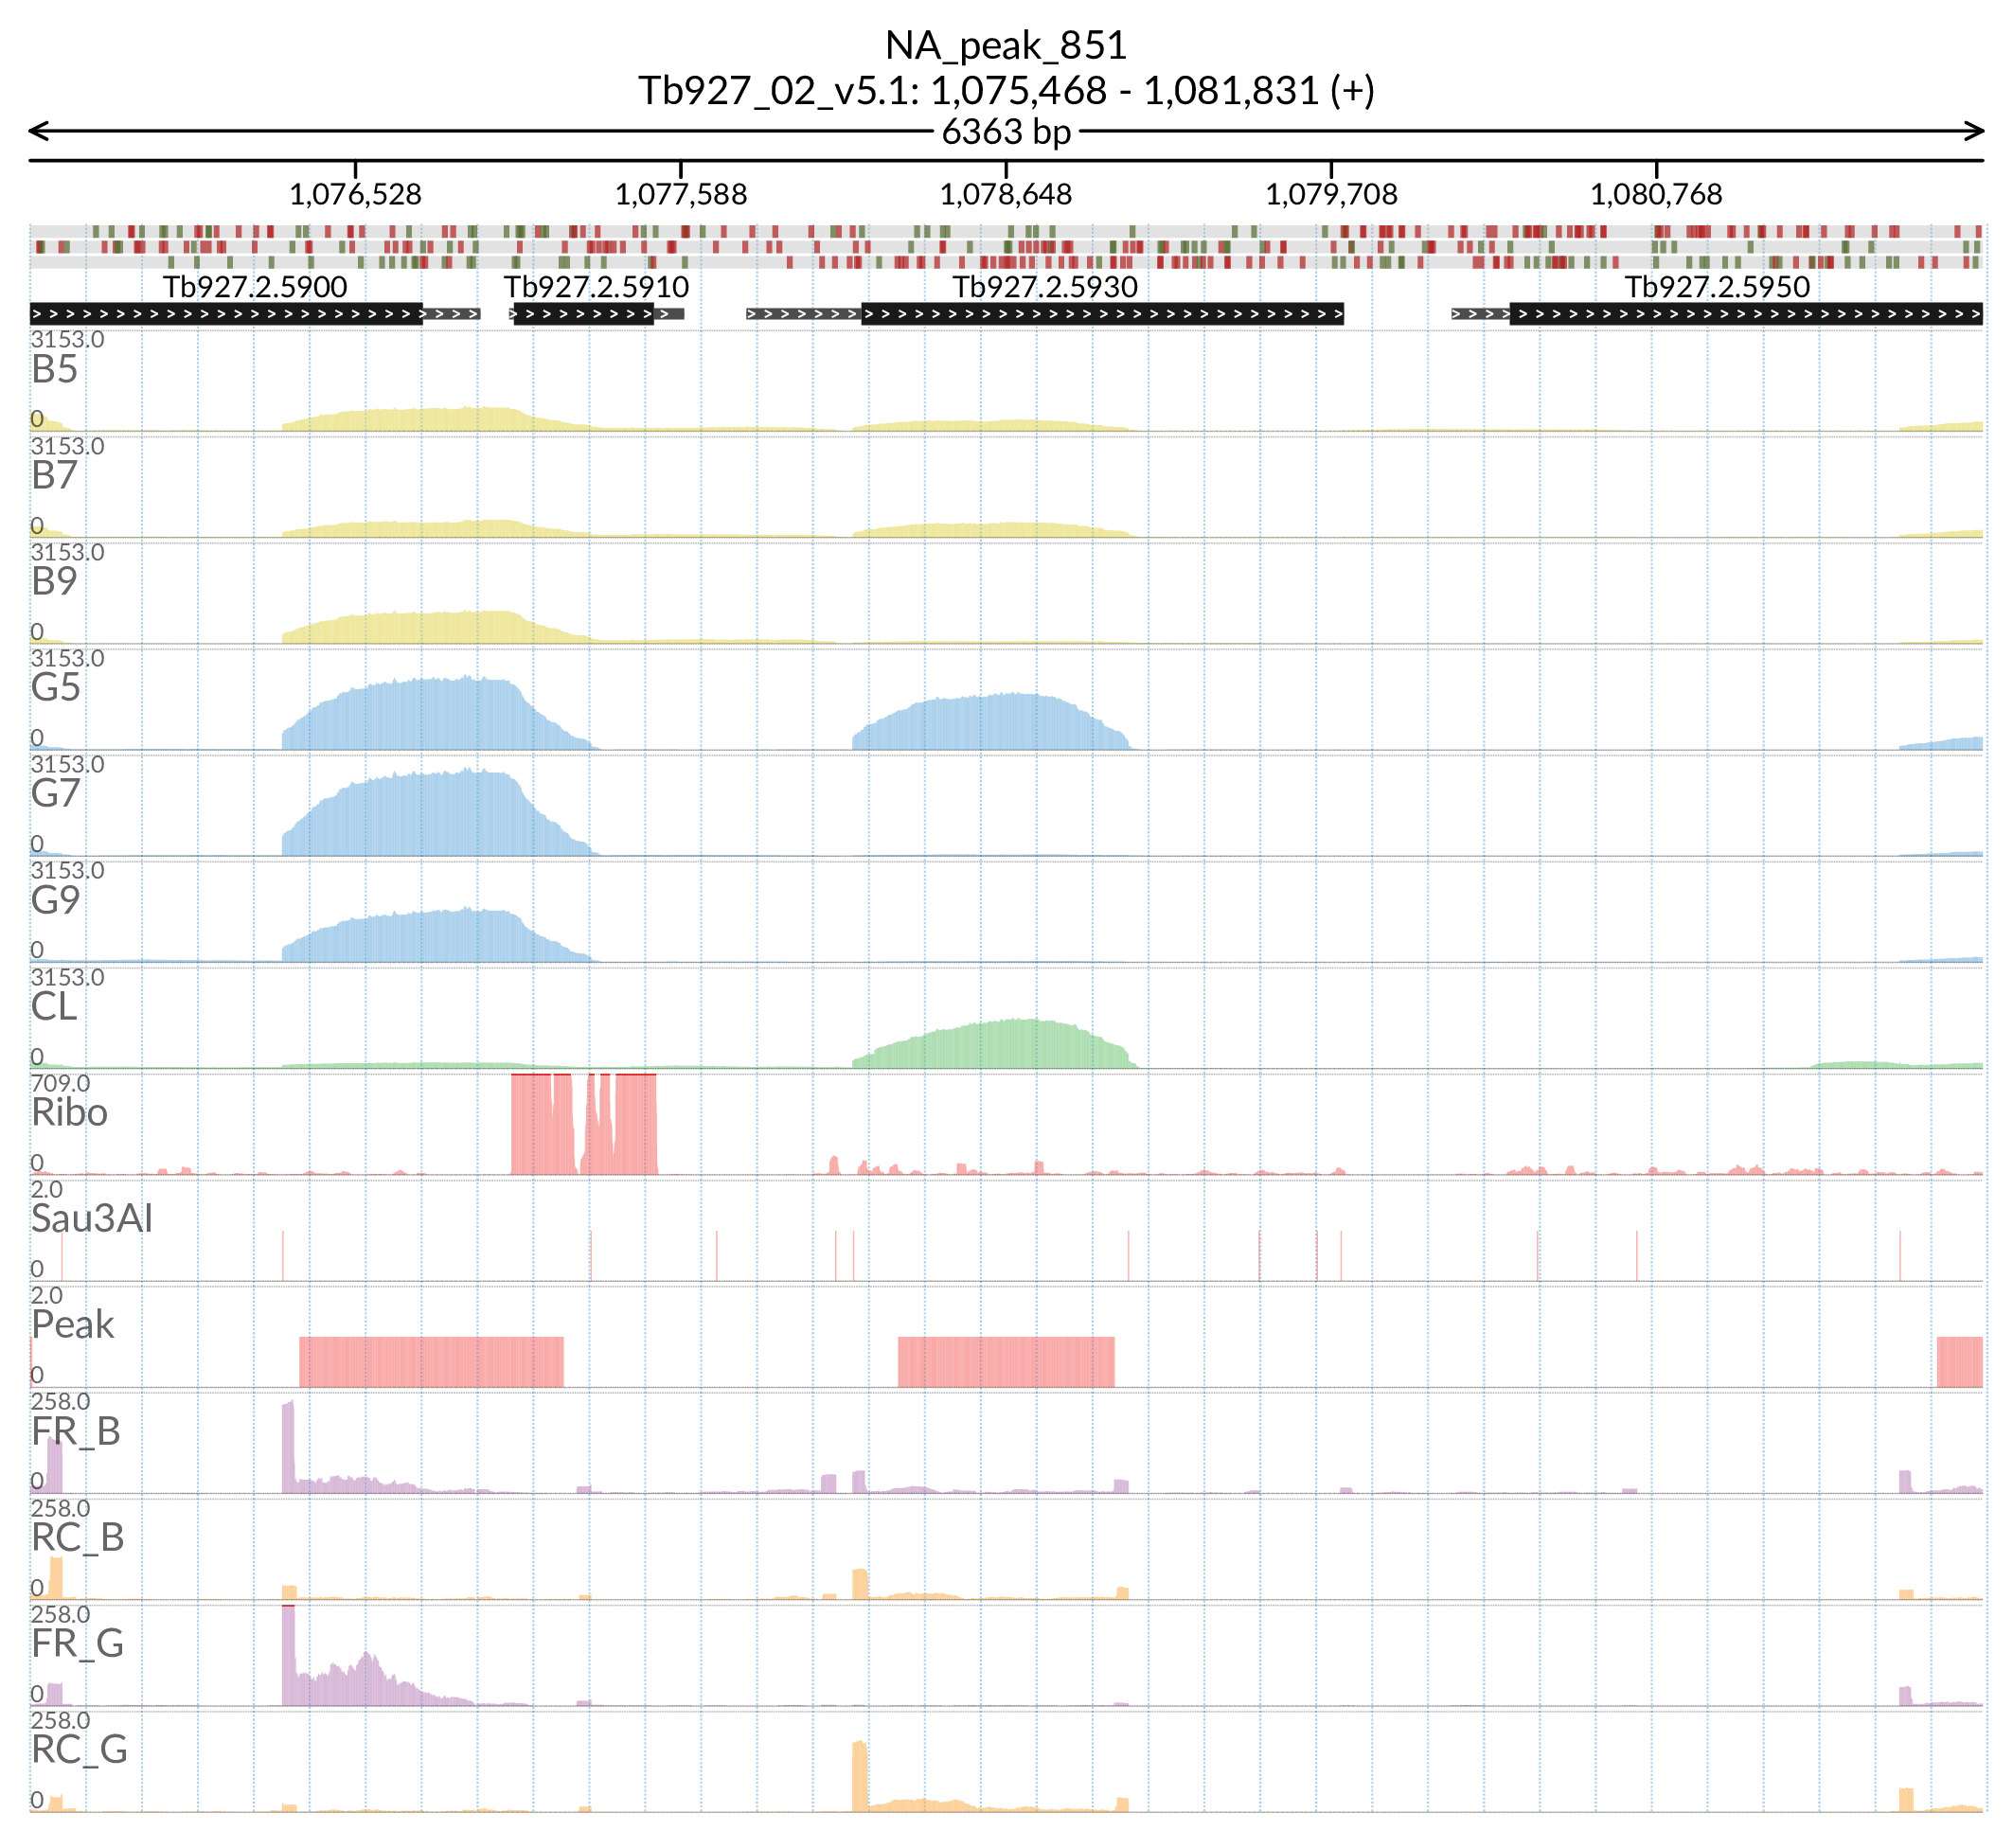 NA_peak_851
Tb927_02_v5.1: 1,075,468 - 1,081,831 (+)
6363 bp
1,076,528 1,077,588 1,078,648 1,079,708 1,080,768
Tb927.2.5900 Tb927.2.5910 Tb927.2.5930 Tb927.2.5950
3153.0
B5
0
3153.0
B7
0
3153.0
B9
0
3153.0
G5
0
3153.0
G7
0
3153.0
G9
0
3153.0
CL
0
709.0
Ribo
0
2.0
Sau3AI
0
2.0
Peak
0
258.0
FR_B
0
258.0
RC_B
0
258.0
FR_G
0
258.0
RC_G
0